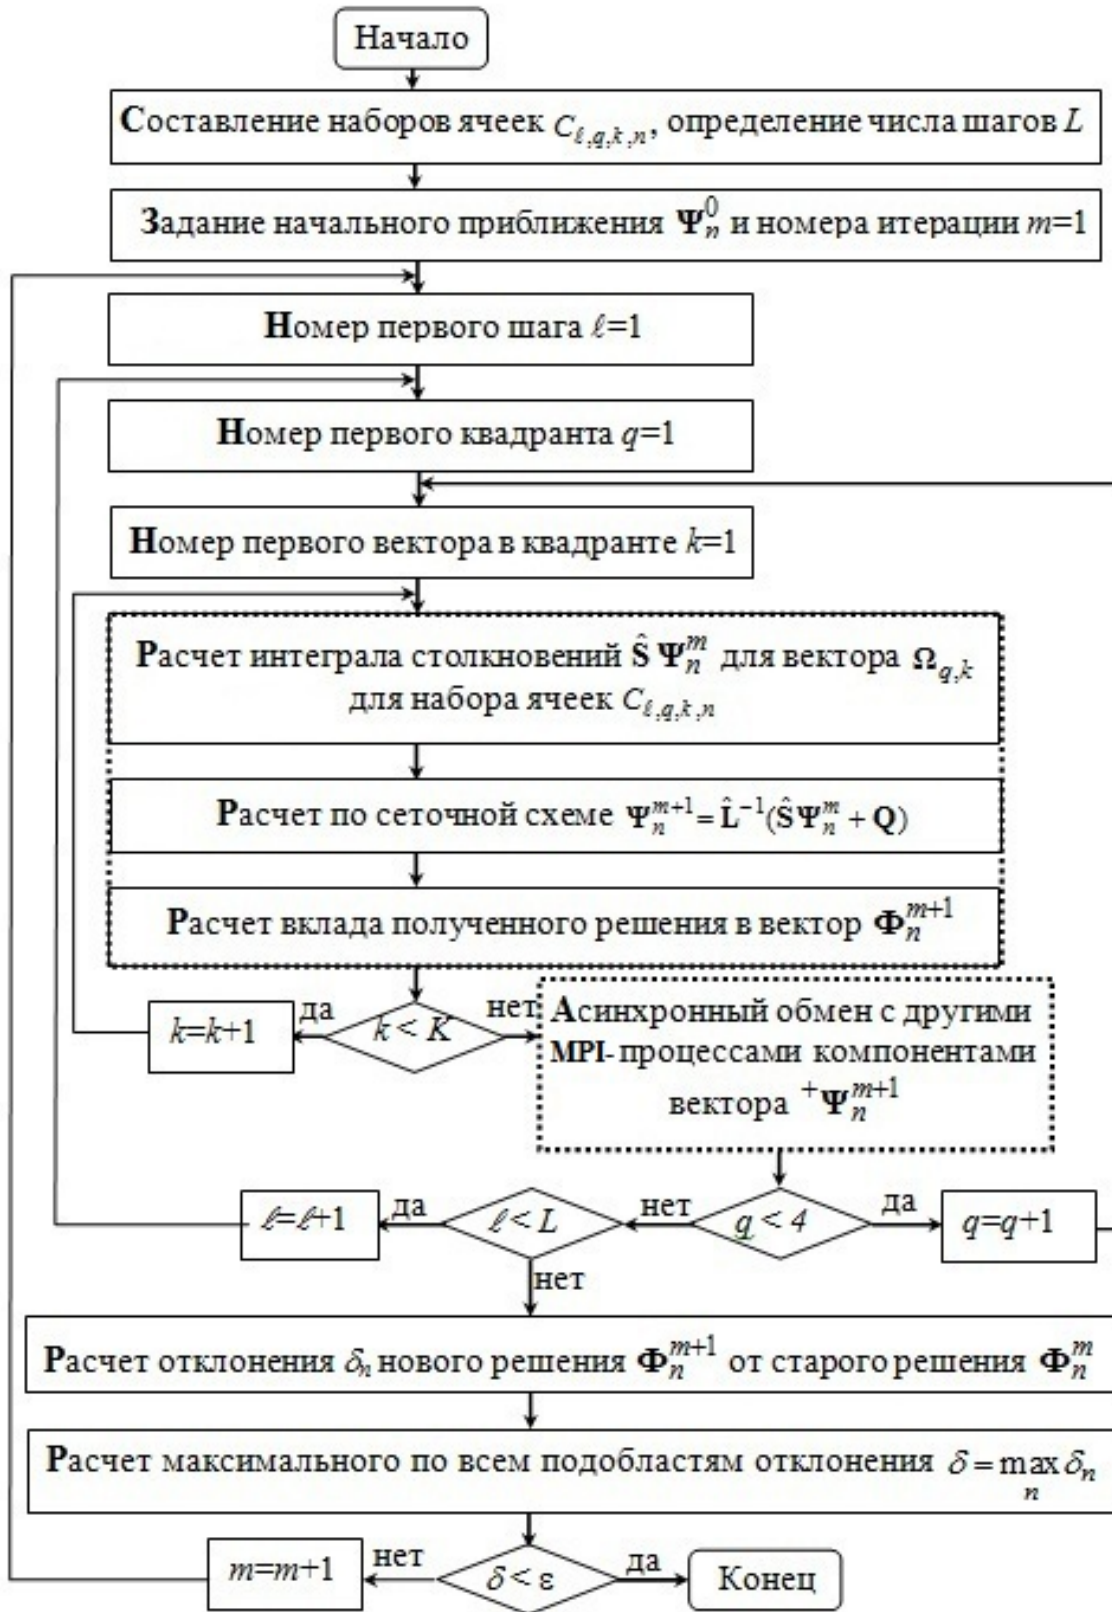 Начало
Составление наборов ячеек C_{ℓ,q,k,n}, определение числа шагов L
Задание начального приближения Ψ_n^0 и номера итерации m=1
Номер первого шага ℓ=1
Номер первого квадранта q=1
Номер первого вектора в квадранте k=1
Расчет интеграла столкновений Ŝ Ψ_n^m для вектора Ω_{q,k}
для набора ячеек C_{ℓ,q,k,n}
Расчет по сеточной схеме Ψ_n^{m+1} = L̂^{-1}(ŜΨ_n^m + Q)
Расчет вклада полученного решения в вектор Φ_n^{m+1}
k=k+1
да
k < K
нет
Асинхронный обмен с другими
MPI-процессами компонентами
вектора ^+Ψ_n^{m+1}
ℓ=ℓ+1
да
ℓ < L
нет
q < 4
да
q=q+1
нет
Расчет отклонения δ_n нового решения Φ_n^{m+1} от старого решения Φ_n^m
Расчет максимального по всем подобластям отклонения δ = max_n δ_n
m=m+1
нет
δ < ε
да
Конец